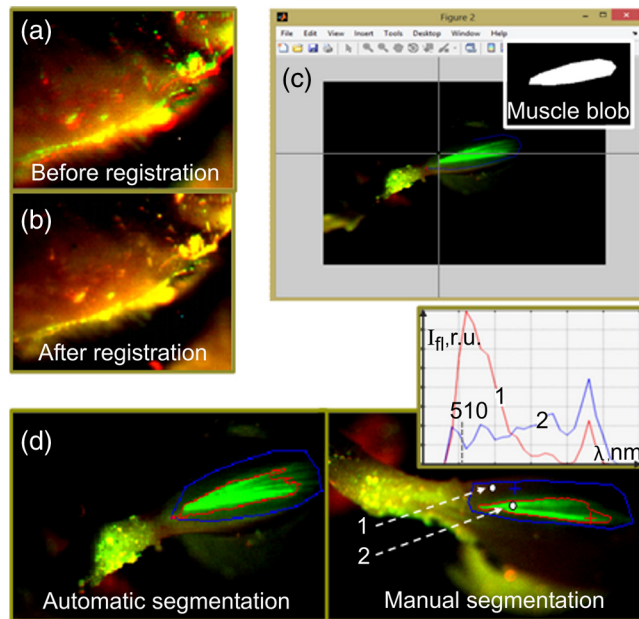 (a)
Before registration
(b)
After registration
Figure 2
File Edit View Insert Tools Desktop Window Help
(c)
Muscle blob
I_fl, r.u.
510
1
2
λ nm
(d)
Automatic segmentation
1
2
Manual segmentation